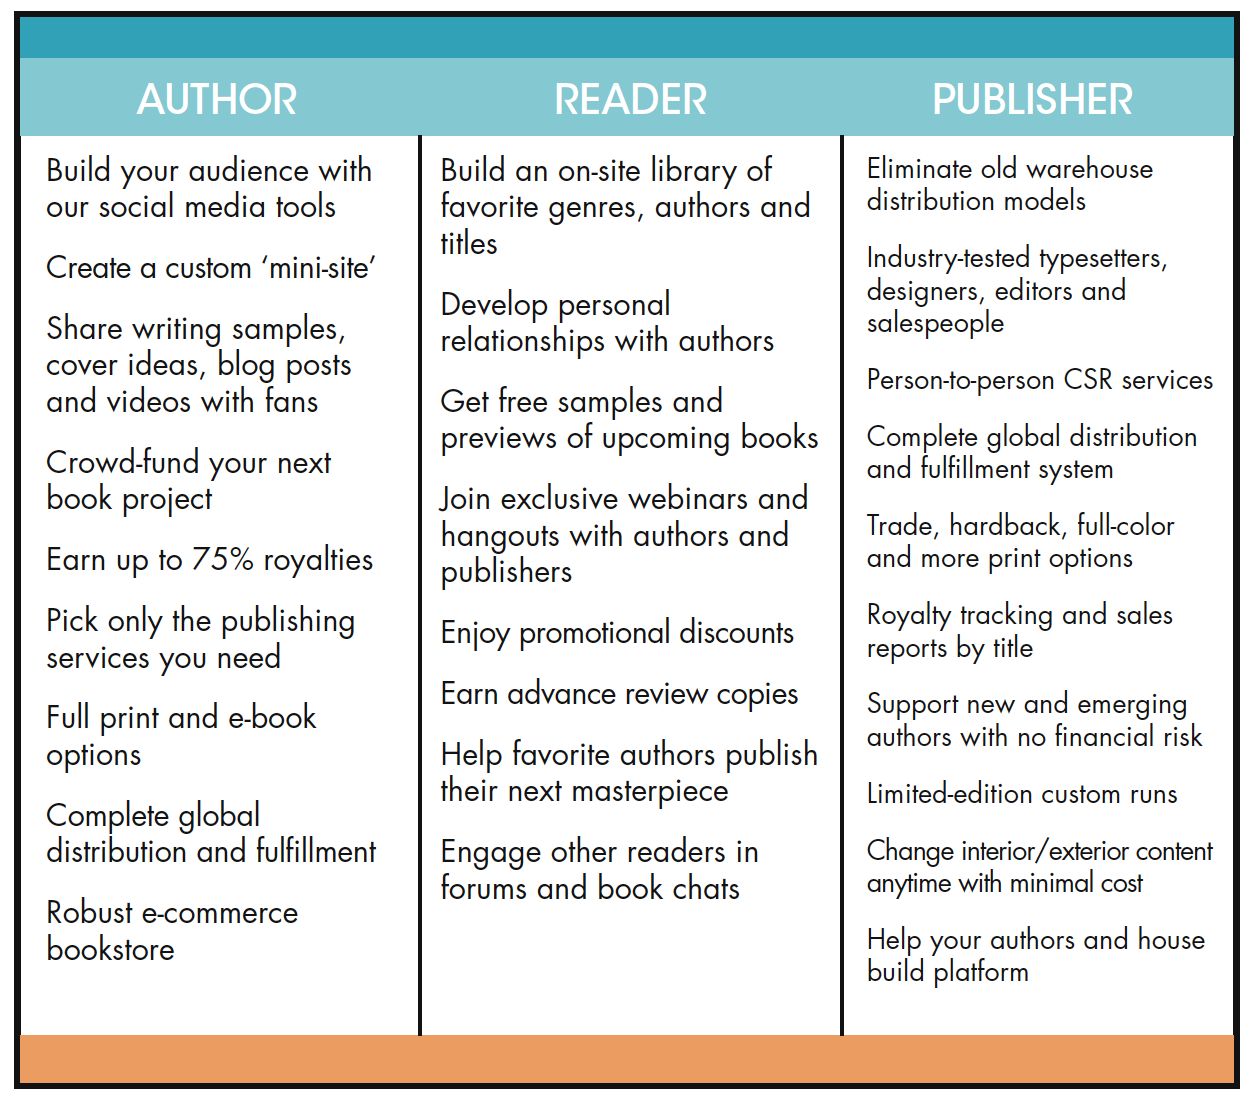 AUTHOR
Build your audience with
our social media tools
Create a custom ‘mini-site’
Share writing samples,
cover ideas, blog posts
and videos with fans
Crowd-fund your next
book project
Earn up to 75% royalties
Pick only the publishing
services you need
Full print and e-book
options
Complete global
distribution and fulfillment
Robust e-commerce
bookstore
READER
Build an on-site library of
favorite genres, authors and
titles
Develop personal
relationships with authors
Get free samples and
previews of upcoming books
Join exclusive webinars and
hangouts with authors and
publishers
Enjoy promotional discounts
Earn advance review copies
Help favorite authors publish
their next masterpiece
Engage other readers in
forums and book chats
PUBLISHER
Eliminate old warehouse
distribution models
Industry-tested typesetters,
designers, editors and
salespeople
Person-to-person CSR services
Complete global distribution
and fulfillment system
Trade, hardback, full-color
and more print options
Royalty tracking and sales
reports by title
Support new and emerging
authors with no financial risk
Limited-edition custom runs
Change interior/exterior content
anytime with minimal cost
Help your authors and house
build platform